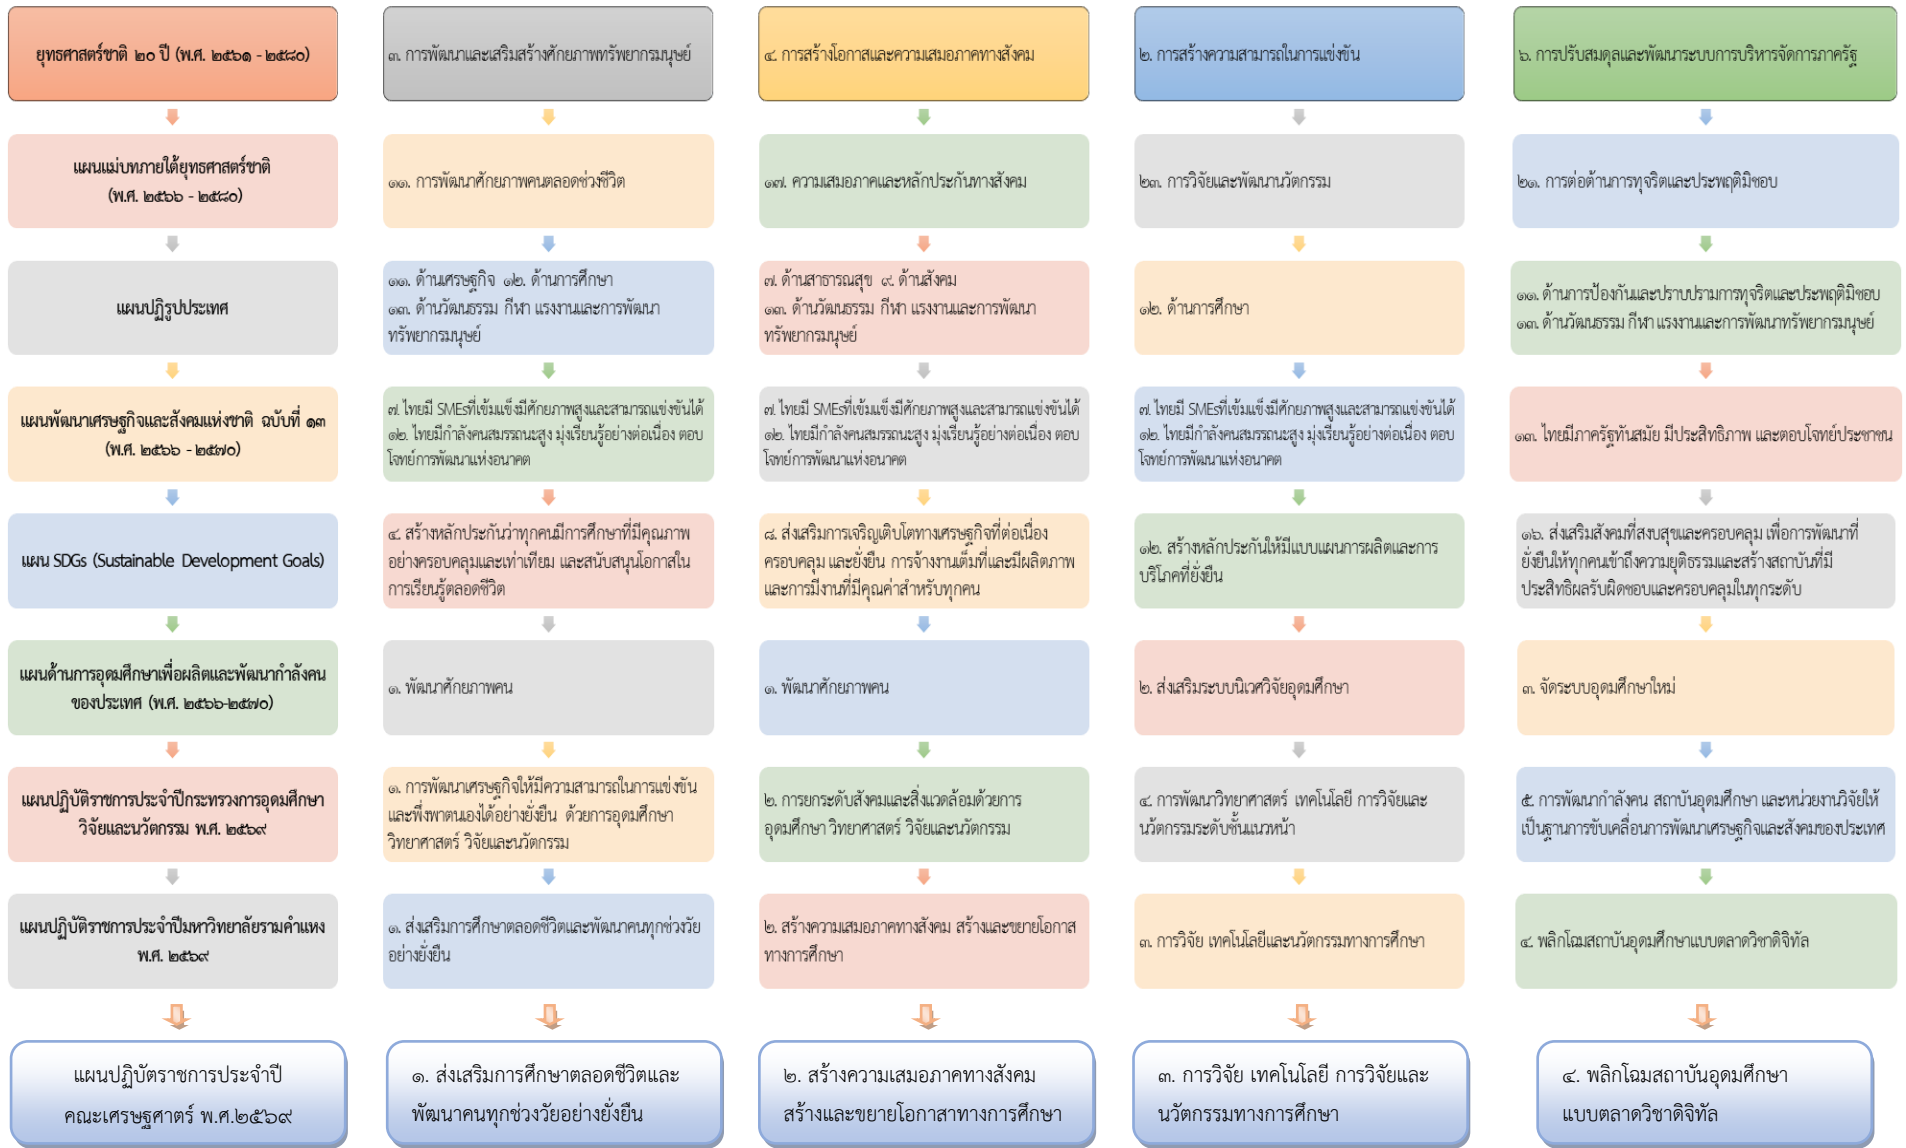 ยุทธศาสตร์ชาติ ๒๐ ปี (พ.ศ. ๒๕๖๑ - ๒๕๘๐)
๓. การพัฒนาและเสริมสร้างศักยภาพทรัพยากรมนุษย์
๔. การสร้างโอกาสและความเสมอภาคทางสังคม
๒. การสร้างความสามารถในการแข่งขัน
๖. การปรับสมดุลและพัฒนาระบบการบริหารจัดการภาครัฐ
แผนแม่บทภายใต้ยุทธศาสตร์ชาติ
(พ.ศ. ๒๕๖๖ - ๒๕๘๐)
๑๑. การพัฒนาศักยภาพคนตลอดช่วงชีวิต
๑๗. ความเสมอภาคและหลักประกันทางสังคม
๒๓. การวิจัยและพัฒนานวัตกรรม
๒๑. การต่อต้านการทุจริตและประพฤติมิชอบ
แผนปฏิรูปประเทศ
๑๑. ด้านเศรษฐกิจ ๑๒. ด้านการศึกษา
๑๓. ด้านวัฒนธรรม กีฬา แรงงานและการพัฒนา
ทรัพยากรมนุษย์
๗. ด้านสาธารณสุข ๙. ด้านสังคม
๑๓. ด้านวัฒนธรรม กีฬา แรงงานและการพัฒนา
ทรัพยากรมนุษย์
๑๒. ด้านการศึกษา
๑๑. ด้านการป้องกันและปราบปรามการทุจริตและประพฤติมิชอบ
๑๓. ด้านวัฒนธรรม กีฬา แรงงานและการพัฒนาทรัพยากรมนุษย์
แผนพัฒนาเศรษฐกิจและสังคมแห่งชาติ ฉบับที่ ๑๓
(พ.ศ. ๒๕๖๖ - ๒๕๗๐)
๗. ไทยมี SMEsที่เข้มแข็งมีศักยภาพสูงและสามารถแข่งขันได้
๑๒. ไทยมีกำลังคนสมรรถนะสูง มุ่งเรียนรู้อย่างต่อเนื่อง ตอบ
โจทย์การพัฒนาแห่งอนาคต
๗. ไทยมี SMEsที่เข้มแข็งมีศักยภาพสูงและสามารถแข่งขันได้
๑๒. ไทยมีกำลังคนสมรรถนะสูง มุ่งเรียนรู้อย่างต่อเนื่อง ตอบ
โจทย์การพัฒนาแห่งอนาคต
๗. ไทยมี SMEsที่เข้มแข็งมีศักยภาพสูงและสามารถแข่งขันได้
๑๒. ไทยมีกำลังคนสมรรถนะสูง มุ่งเรียนรู้อย่างต่อเนื่อง ตอบ
โจทย์การพัฒนาแห่งอนาคต
๑๓. ไทยมีภาครัฐทันสมัย มีประสิทธิภาพ และตอบโจทย์ประชาชน
แผน SDGs (Sustainable Development Goals)
๔. สร้างหลักประกันว่าทุกคนมีการศึกษาที่มีคุณภาพ
อย่างครอบคลุมและเท่าเทียม และสนับสนุนโอกาสใน
การเรียนรู้ตลอดชีวิต
๘. ส่งเสริมการเจริญเติบโตทางเศรษฐกิจที่ต่อเนื่อง
ครอบคลุม และยั่งยืน การจ้างงานเต็มที่และมีผลิตภาพ
และการมีงานที่มีคุณค่าสำหรับทุกคน
๑๒. สร้างหลักประกันให้มีแบบแผนการผลิตและการ
บริโภคที่ยั่งยืน
๑๖. ส่งเสริมสังคมที่สงบสุขและครอบคลุม เพื่อการพัฒนาที่
ยั่งยืนให้ทุกคนเข้าถึงความยุติธรรมและสร้างสถาบันที่มี
ประสิทธิผลรับผิดชอบและครอบคลุมในทุกระดับ
แผนด้านการอุดมศึกษาเพื่อผลิตและพัฒนากำลังคน
ของประเทศ (พ.ศ. ๒๕๖๖-๒๕๗๐)
๑. พัฒนาศักยภาพคน
๑. พัฒนาศักยภาพคน
๒. ส่งเสริมระบบนิเวศวิจัยอุดมศึกษา
๓. จัดระบบอุดมศึกษาใหม่
แผนปฏิบัติราชการประจำปีกระทรวงการอุดมศึกษา
วิจัยและนวัตกรรม พ.ศ. ๒๕๖๙
๑. การพัฒนาเศรษฐกิจให้มีความสามารถในการแข่งขัน
และพึ่งพาตนเองได้อย่างยั่งยืน ด้วยการอุดมศึกษา
วิทยาศาสตร์ วิจัยและนวัตกรรม
๒. การยกระดับสังคมและสิ่งแวดล้อมด้วยการ
อุดมศึกษา วิทยาศาสตร์ วิจัยและนวัตกรรม
๔. การพัฒนาวิทยาศาสตร์ เทคโนโลยี การวิจัยและ
นวัตกรรมระดับชั้นแนวหน้า
๕. การพัฒนากำลังคน สถาบันอุดมศึกษา และหน่วยงานวิจัยให้
เป็นฐานการขับเคลื่อนการพัฒนาเศรษฐกิจและสังคมของประเทศ
แผนปฏิบัติราชการประจำปีมหาวิทยาลัยรามคำแหง
พ.ศ. ๒๕๖๙
๑. ส่งเสริมการศึกษาตลอดชีวิตและพัฒนาคนทุกช่วงวัย
อย่างยั่งยืน
๒. สร้างความเสมอภาคทางสังคม สร้างและขยายโอกาส
ทางการศึกษา
๓. การวิจัย เทคโนโลยีและนวัตกรรมทางการศึกษา
๔. พลิกโฉมสถาบันอุดมศึกษาแบบตลาดวิชาดิจิทัล
แผนปฏิบัตราชการประจำปี
คณะเศรษฐศาตร์ พ.ศ.๒๕๖๙
๑. ส่งเสริมการศึกษาตลอดชีวิตและ
พัฒนาคนทุกช่วงวัยอย่างยั่งยืน
๒. สร้างความเสมอภาคทางสังคม
สร้างและขยายโอกาสาทางการศึกษา
๓. การวิจัย เทคโนโลยี การวิจัยและ
นวัตกรรมทางการศึกษา
๔. พลิกโฉมสถาบันอุดมศึกษา
แบบตลาดวิชาดิจิทัล